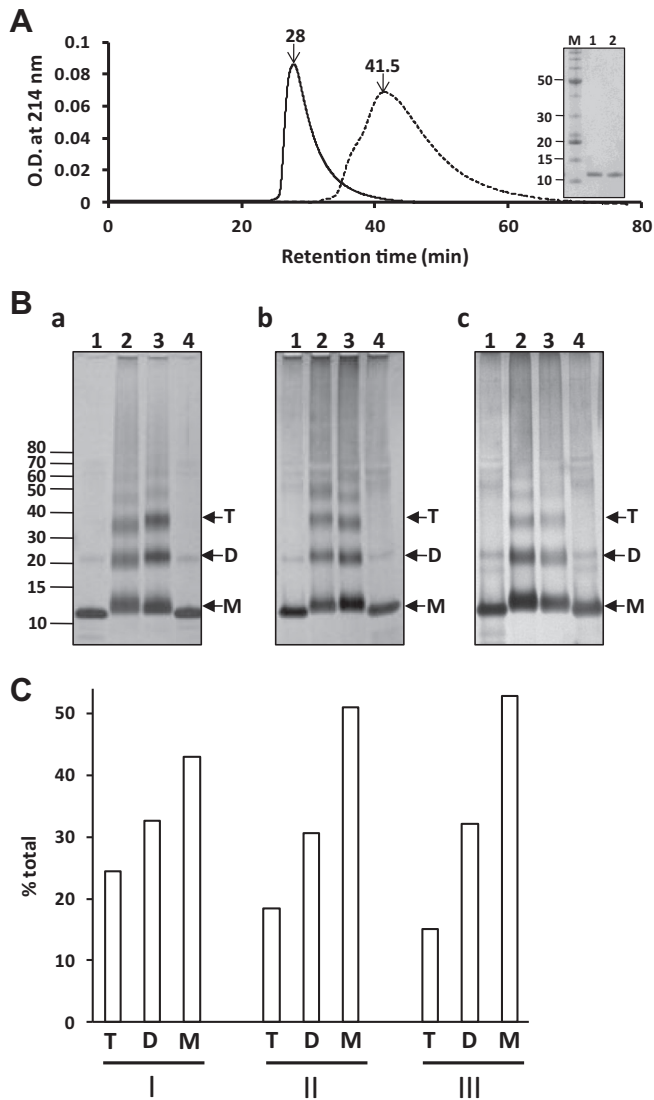 A
0.1
0.08
0.06
0.04
0.02
0
O.D. at 214 nm
28
41.5
0 20 40 60 80
Retention time (min)
M 1 2
50
30
20
15
10
B
a b c
1 2 3 4
1 2 3 4
1 2 3 4
80
70
60
50
40
30
20
15
10
T
D
M
T
D
M
T
D
M
C
50
40
30
20
10
0
% total
T D M
T D M
T D M
I II III